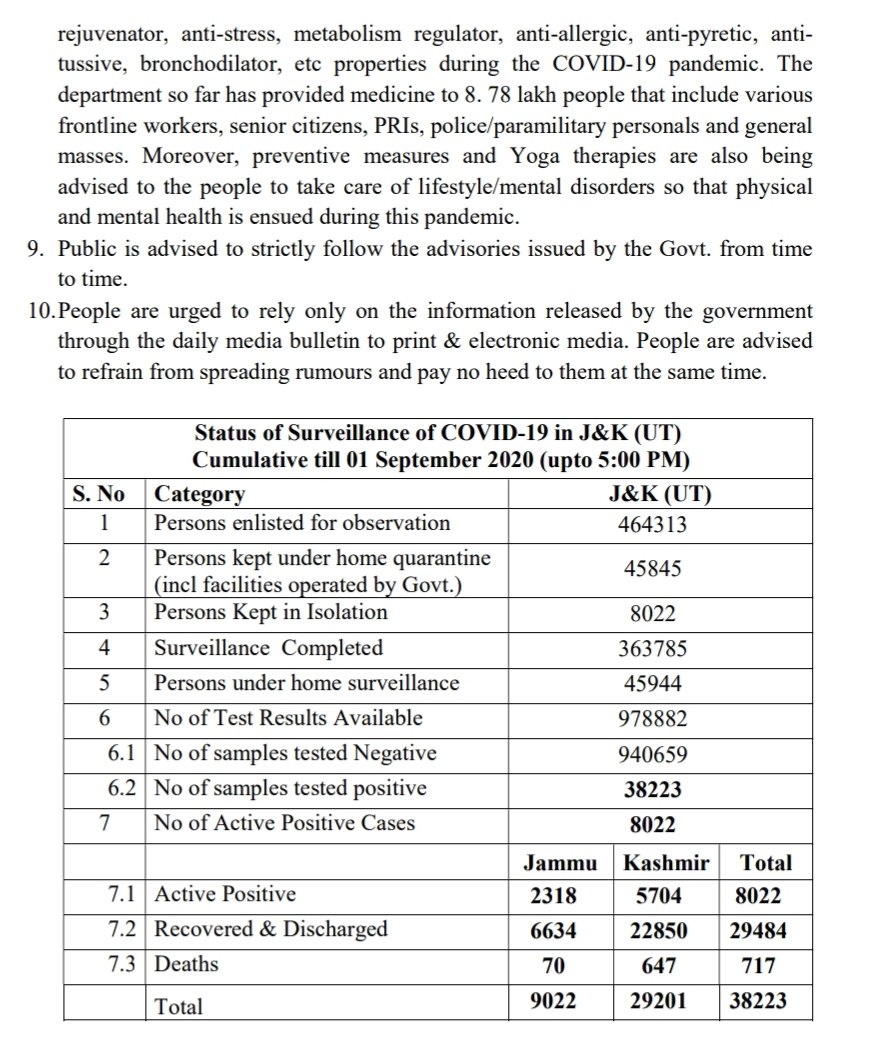 rejuvenator, anti-stress, metabolism regulator, anti-allergic, anti-pyretic, anti-
tussive, bronchodilator, etc properties during the COVID-19 pandemic. The
department so far has provided medicine to 8. 78 lakh people that include various
frontline workers, senior citizens, PRIs, police/paramilitary personals and general
masses. Moreover, preventive measures and Yoga therapies are also being
advised to the people to take care of lifestyle/mental disorders so that physical
and mental health is ensued during this pandemic.
9. Public is advised to strictly follow the advisories issued by the Govt. from time
to time.
10.People are urged to rely only on the information released by the government
through the daily media bulletin to print & electronic media. People are advised
to refrain from spreading rumours and pay no heed to them at the same time.
Status of Surveillance of COVID-19 in J&K (UT)
Cumulative till 01 September 2020 (upto 5:00 PM)
S. No Category J&K (UT)
1 Persons enlisted for observation 464313
2 Persons kept under home quarantine
(incl facilities operated by Govt.) 45845
3 Persons Kept in Isolation 8022
4 Surveillance Completed 363785
5 Persons under home surveillance 45944
6 No of Test Results Available 978882
6.1 No of samples tested Negative 940659
6.2 No of samples tested positive 38223
7 No of Active Positive Cases 8022
Jammu Kashmir Total
7.1 Active Positive 2318 5704 8022
7.2 Recovered & Discharged 6634 22850 29484
7.3 Deaths 70 647 717
Total 9022 29201 38223